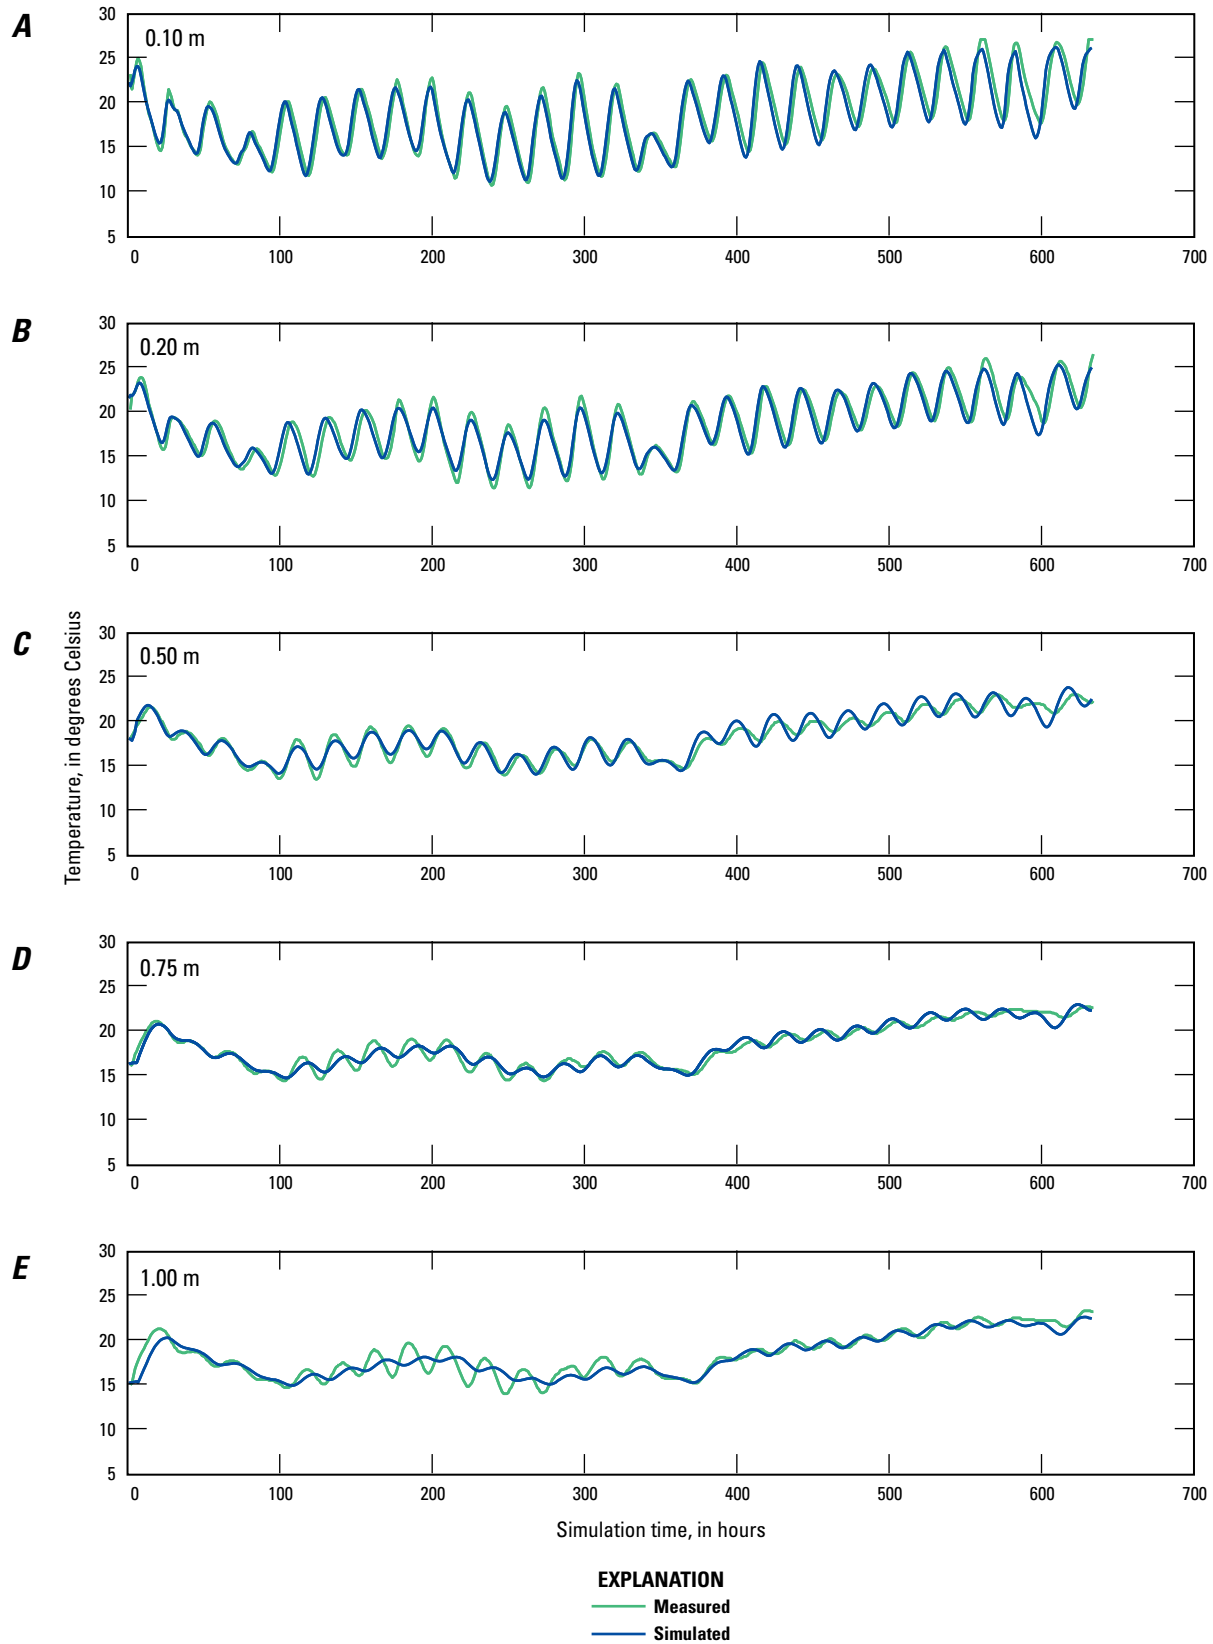 A
0.10 m
30
25
20
15
10
5
0 100 200 300 400 500 600 700
B
0.20 m
30
25
20
15
10
5
0 100 200 300 400 500 600 700
C
0.50 m
30
25
20
15
10
5
0 100 200 300 400 500 600 700
Temperature, in degrees Celsius
D
0.75 m
30
25
20
15
10
5
0 100 200 300 400 500 600 700
E
1.00 m
30
25
20
15
10
5
0 100 200 300 400 500 600 700
Simulation time, in hours
EXPLANATION
Measured
Simulated